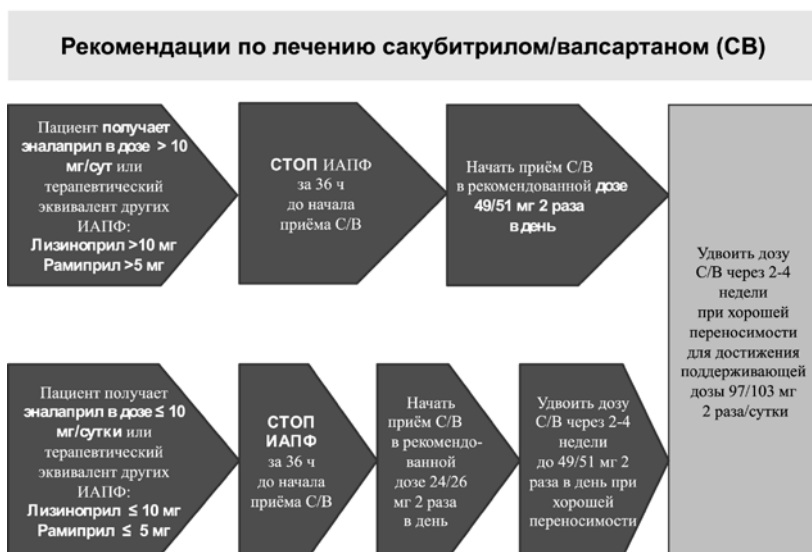 Рекомендации по лечению сакубитрилом/валсартаном (СВ)
Пациент получает
эналаприл в дозе > 10
мг/сут или
терапевтический
эквивалент других
ИАПФ:
Лизиноприл >10 мг
Рамиприл >5 мг
СТОП ИАПФ
за 36 ч
до начала
приёма С/В
Начать приём С/В
в рекомендованной дозе
49/51 мг 2 раза
в день
Удвоить дозу
С/В через 2-4
недели
при хорошей
переносимости
для достижения
поддерживающей
дозы 97/103 мг
2 раза/сутки
Пациент получает
эналаприл в дозе ≤ 10
мг/сутки или
терапевтический
эквивалент других
ИАПФ:
Лизиноприл ≤ 10 мг
Рамиприл ≤ 5 мг
СТОП
ИАПФ
за 36 ч
до начала
приёма С/В
Начать
приём С/В
в рекомендо-
ванной
дозе 24/26
мг 2 раза
в день
Удвоить дозу
С/В через 2-4
недели
до 49/51 мг 2
раза в день при
хорошей
переносимости